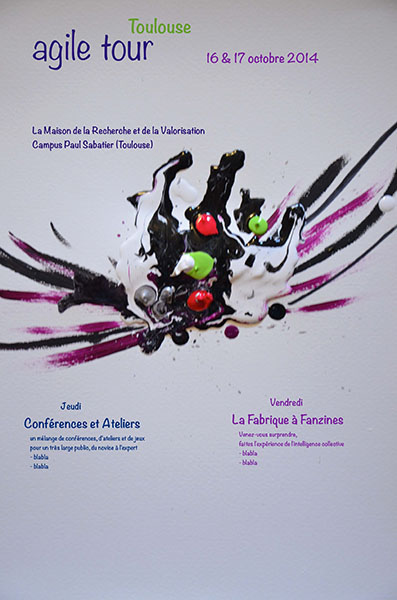 Toulouse
agile tour
16 & 17 octobre 2014
La Maison de la Recherche et de la Valorisation
Campus Paul Sabatier (Toulouse)
Jeudi
Conférences et Ateliers
un mélange de conférences, d'ateliers et de jeux
pour un très large public, du novice à l'expert
- blabla
- blabla
Vendredi
La Fabrique à Fanzines
Venez-vous surprendre,
faites l'expérience de l'intelligence collective
- blabla
- blabla